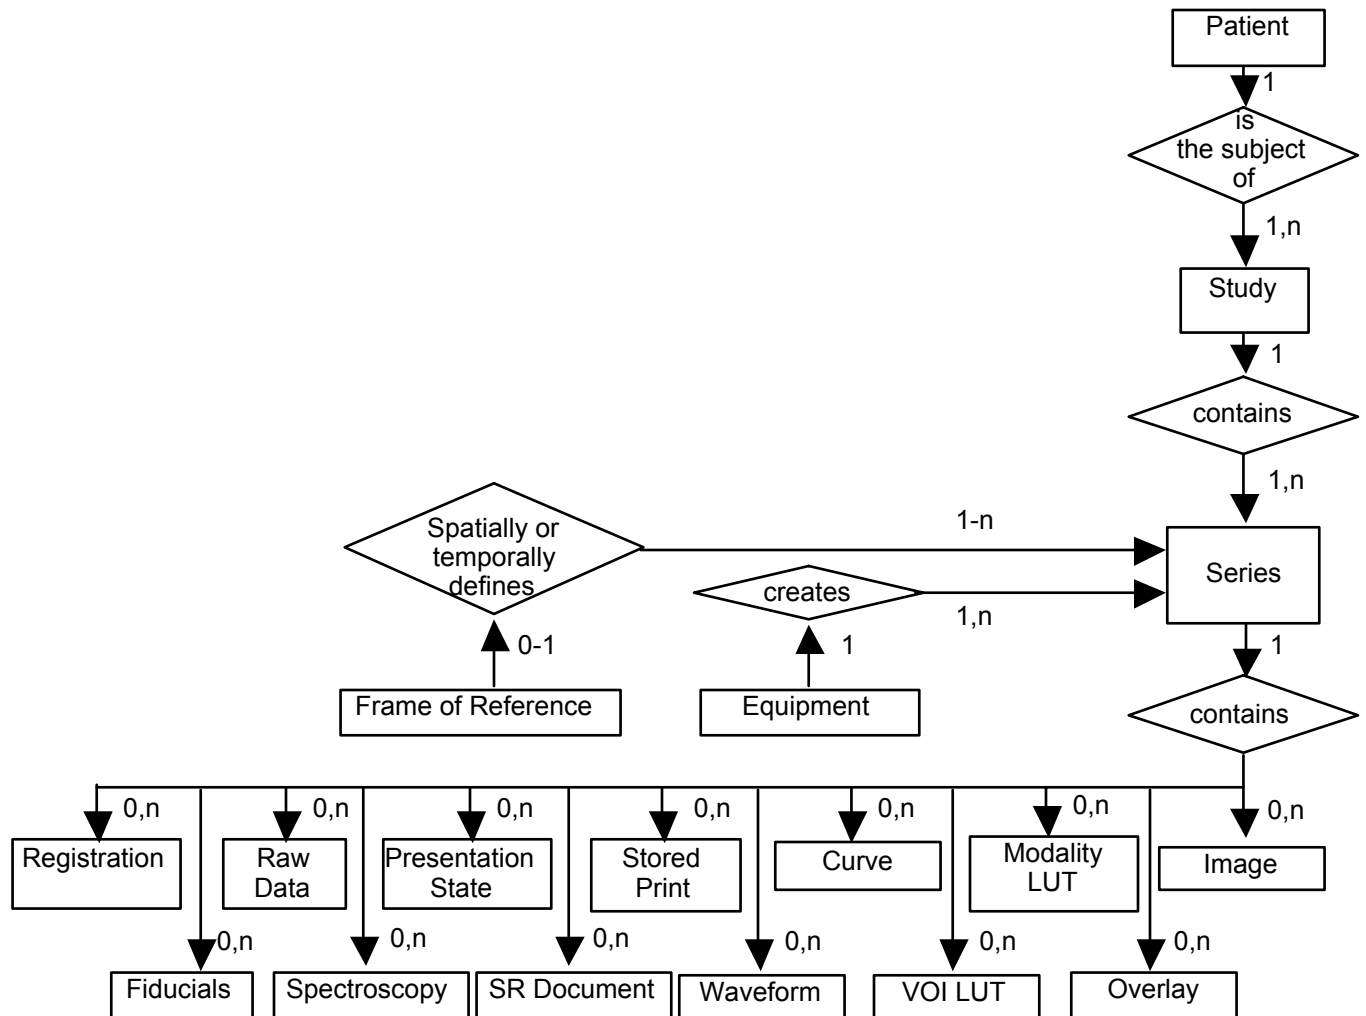 Patient
1
is
the subject
of
1,n
Study
1
contains
1,n
Spatially or
temporally
defines
1-n
Series
creates
1,n
0-1
1
1
Frame of Reference
Equipment
contains
0,n
0,n
0,n
0,n
0,n
0,n
0,n
Registration
Raw
Data
Presentation
State
Stored
Print
Curve
Modality
LUT
Image
0,n
0,n
0,n
0,n
0,n
0,n
Fiducials
Spectroscopy
SR Document
Waveform
VOI LUT
Overlay